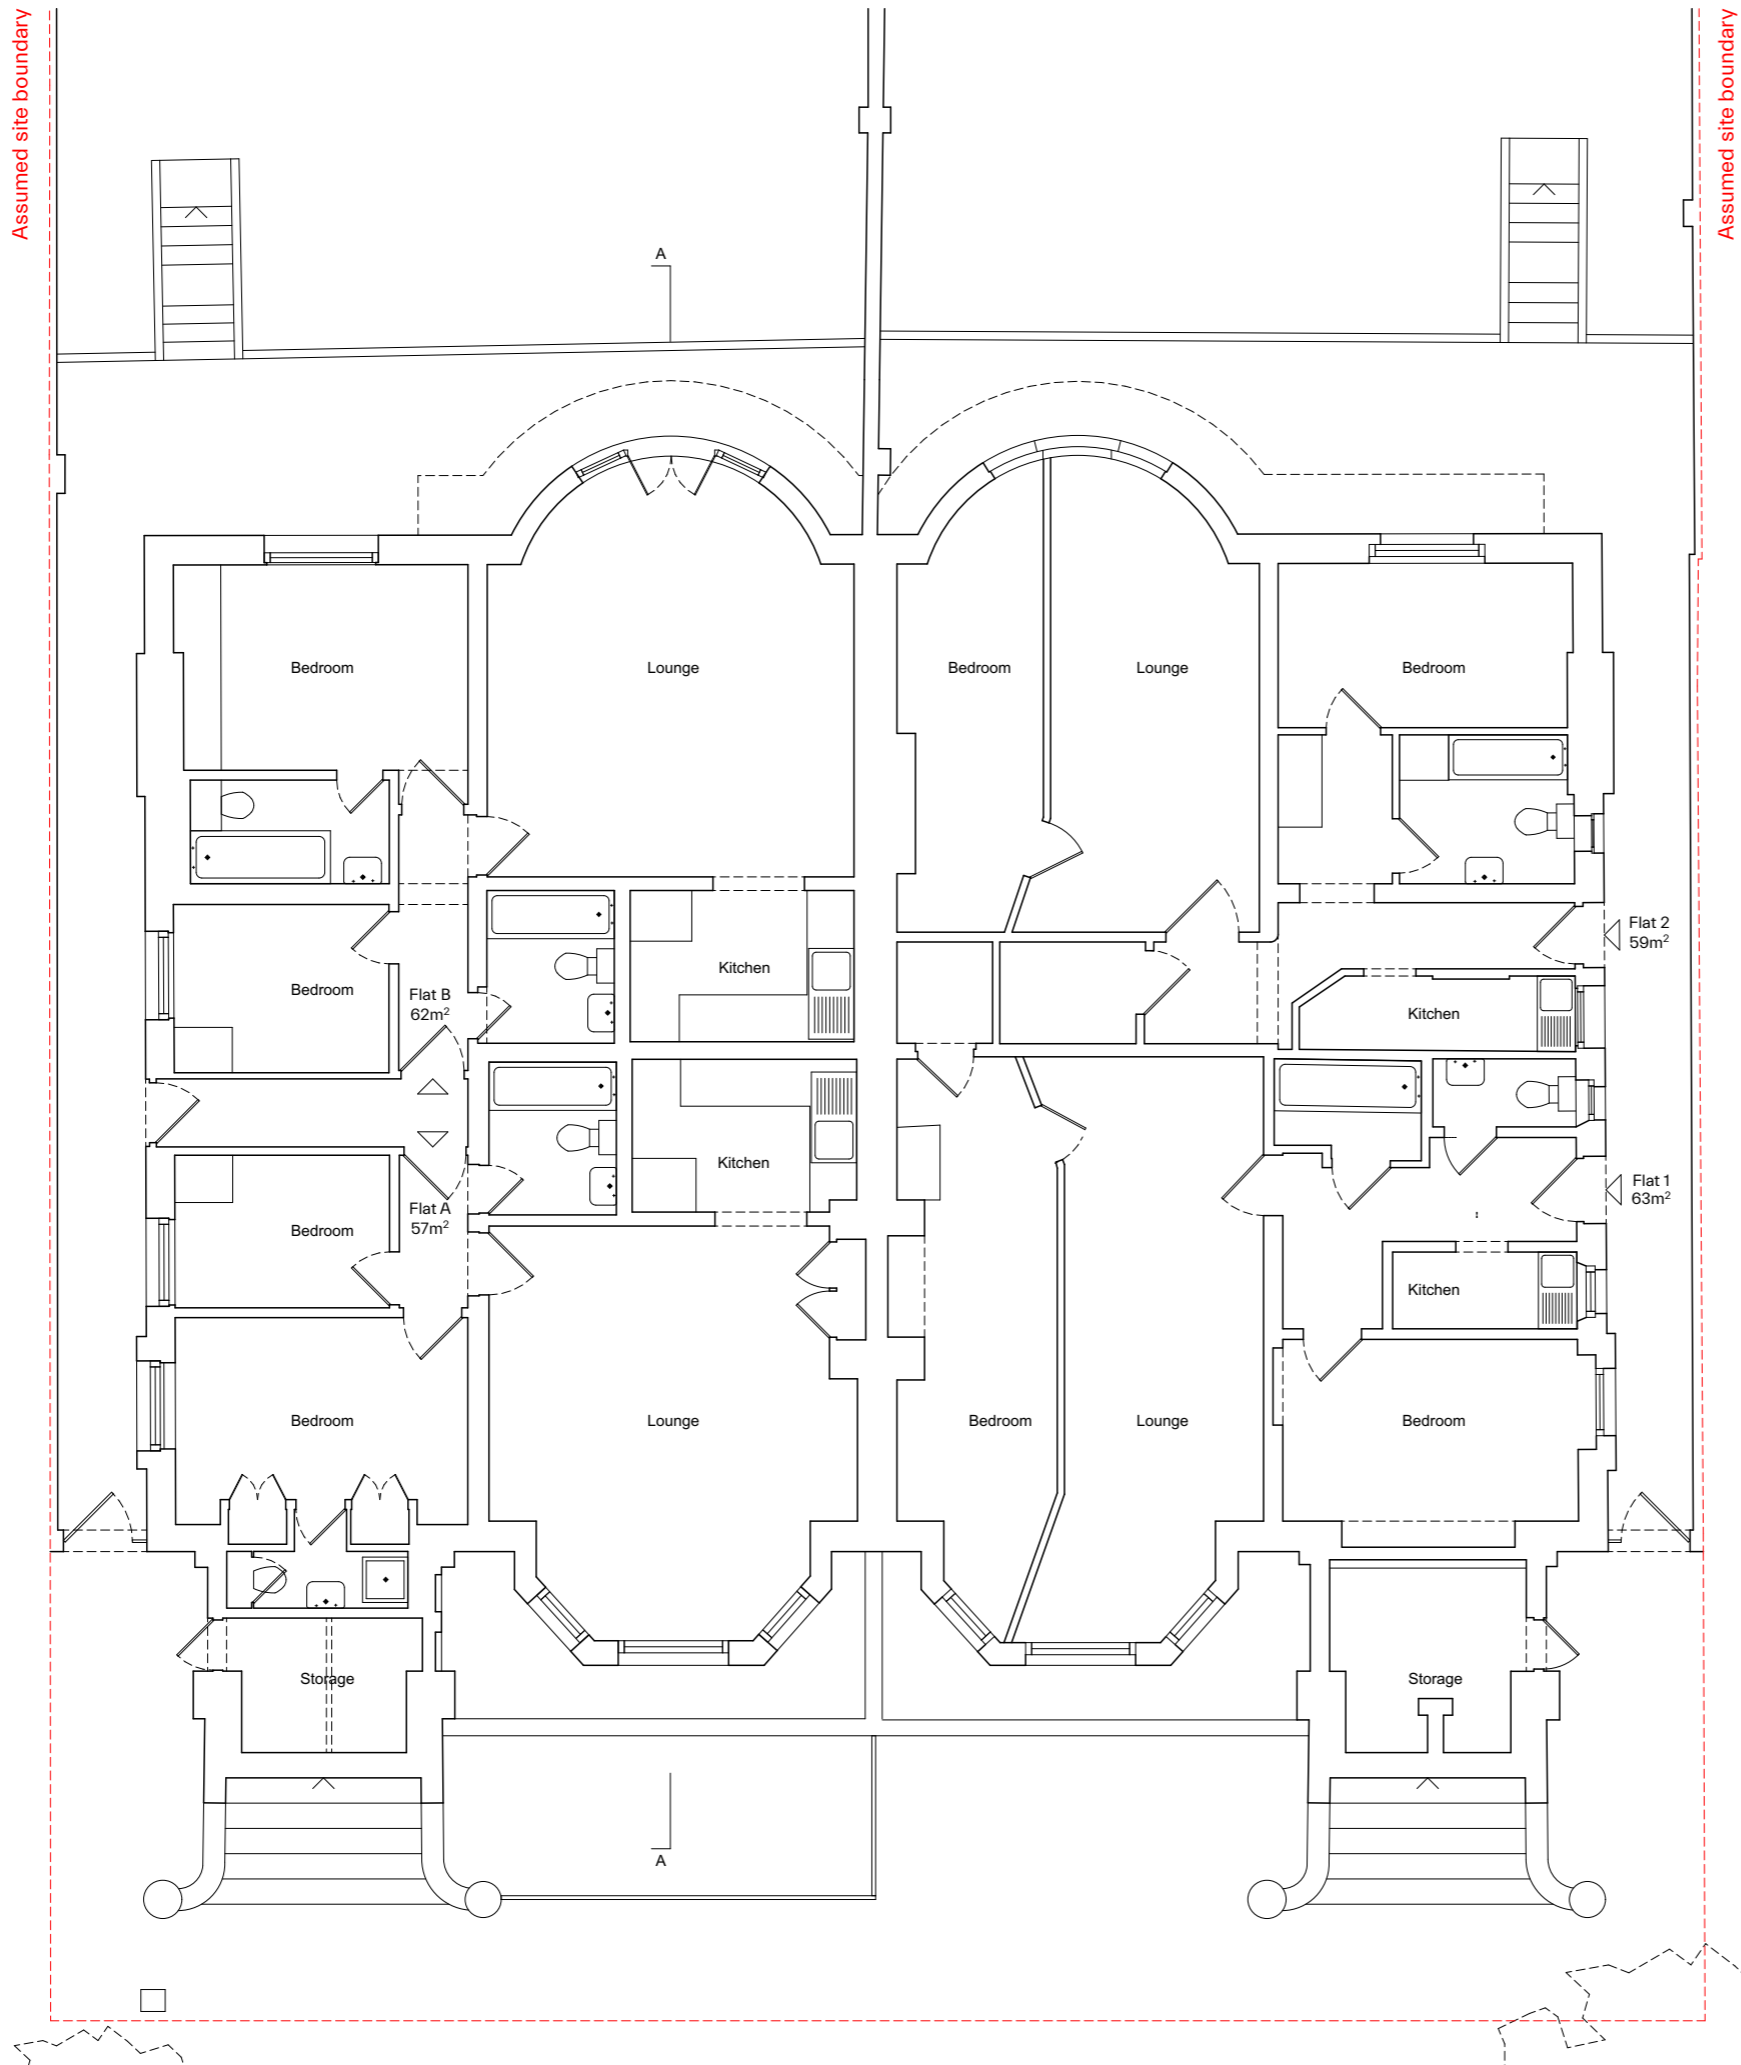 Assumed site boundary
Assumed site boundary
A
Bedroom
Lounge
Bedroom
Lounge
Bedroom
Flat 2
59m²
Kitchen
Bedroom
Flat B
62m²
Kitchen
Kitchen
Flat 1
63m²
Flat A
57m²
Bedroom
Kitchen
Bedroom
Lounge
Bedroom
Lounge
Bedroom
Storage
Storage
A